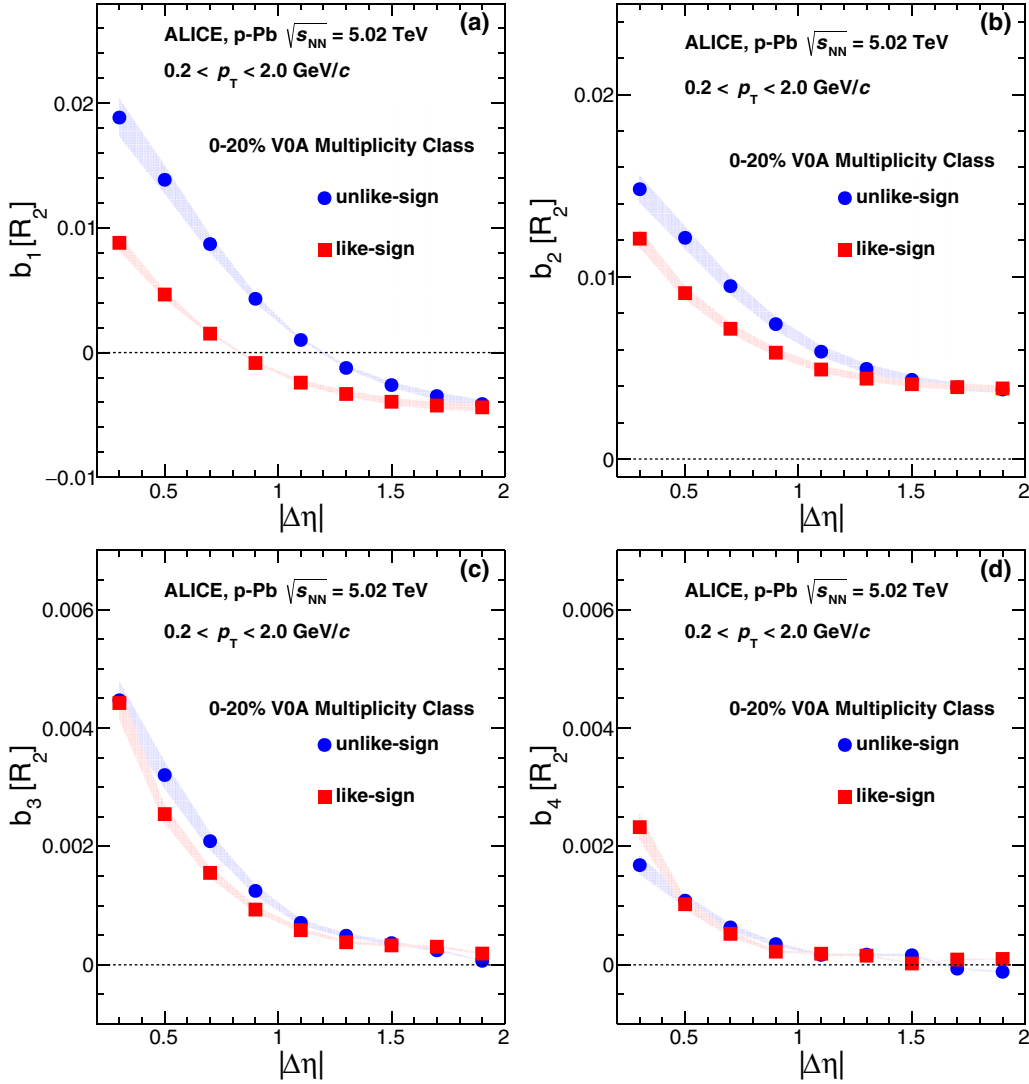 (a)
ALICE, p-Pb √sNN = 5.02 TeV
0.2 < pT < 2.0 GeV/c
0-20% V0A Multiplicity Class
unlike-sign
like-sign
b1 [R2]
0.02
0.01
0
−0.01
0.5 1 1.5 2
|Δη|
(b)
ALICE, p-Pb √sNN = 5.02 TeV
0.2 < pT < 2.0 GeV/c
0-20% V0A Multiplicity Class
unlike-sign
like-sign
b2 [R2]
0.02
0.01
0
0.5 1 1.5 2
|Δη|
(c)
ALICE, p-Pb √sNN = 5.02 TeV
0.2 < pT < 2.0 GeV/c
0-20% V0A Multiplicity Class
unlike-sign
like-sign
b3 [R2]
0.006
0.004
0.002
0
0.5 1 1.5 2
|Δη|
(d)
ALICE, p-Pb √sNN = 5.02 TeV
0.2 < pT < 2.0 GeV/c
0-20% V0A Multiplicity Class
unlike-sign
like-sign
b4 [R2]
0.006
0.004
0.002
0
0.5 1 1.5 2
|Δη|